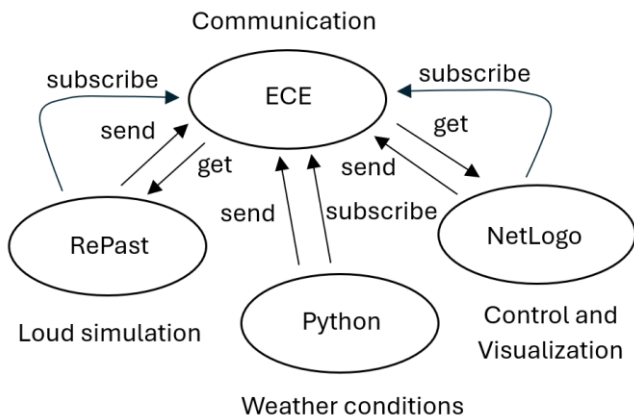 Communication
subscribe
ECE
subscribe
send
get
get
send
send
subscribe
RePast
NetLogo
Loud simulation
Python
Control and
Visualization
Weather conditions